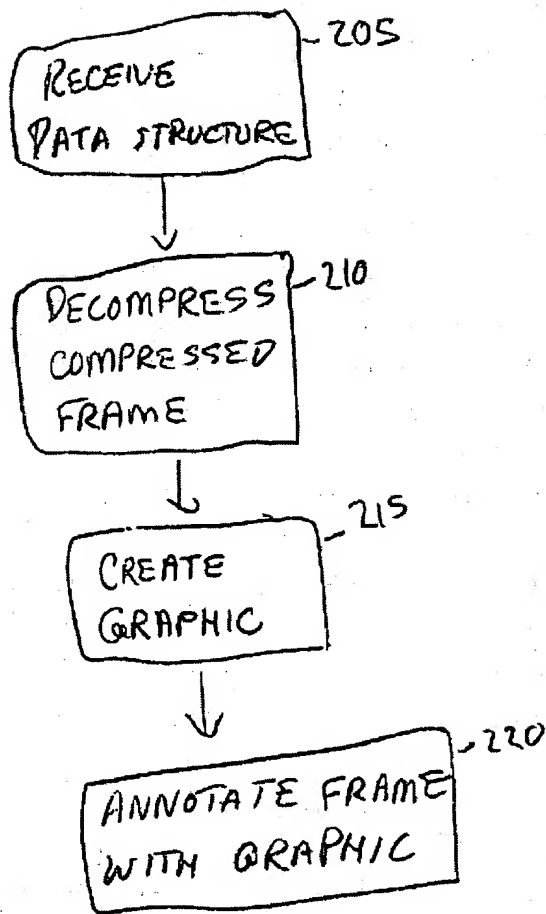 205
RECEIVE
DATA STRUCTURE
210
DECOMPRESS
COMPRESSED
FRAME
215
CREATE
GRAPHIC
220
ANNOTATE FRAME
WITH GRAPHIC